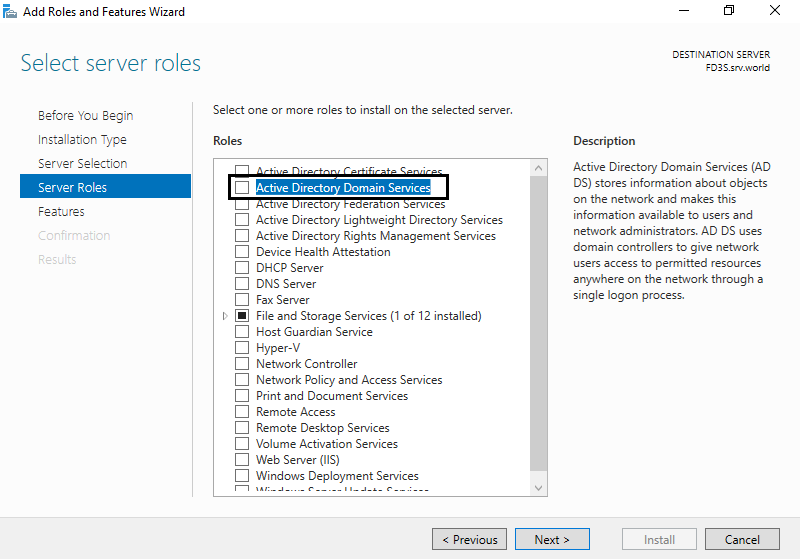 Add Roles and Features Wizard
Select server roles
DESTINATION SERVER
FD3S.srv.world
Before You Begin
Installation Type
Server Selection
Server Roles
Features
Confirmation
Results
Select one or more roles to install on the selected server.
Roles
Active Directory Certificate Services
Active Directory Domain Services
Active Directory Federation Services
Active Directory Lightweight Directory Services
Active Directory Rights Management Services
Device Health Attestation
DHCP Server
DNS Server
Fax Server
File and Storage Services (1 of 12 installed)
Host Guardian Service
Hyper-V
Network Controller
Network Policy and Access Services
Print and Document Services
Remote Access
Remote Desktop Services
Volume Activation Services
Web Server (IIS)
Windows Deployment Services
Windows Server Update Services
Description
Active Directory Domain Services (AD
DS) stores information about objects
on the network and makes this
information available to users and
network administrators. AD DS uses
domain controllers to give network
users access to permitted resources
anywhere on the network through a
single logon process.
< Previous
Next >
Install
Cancel